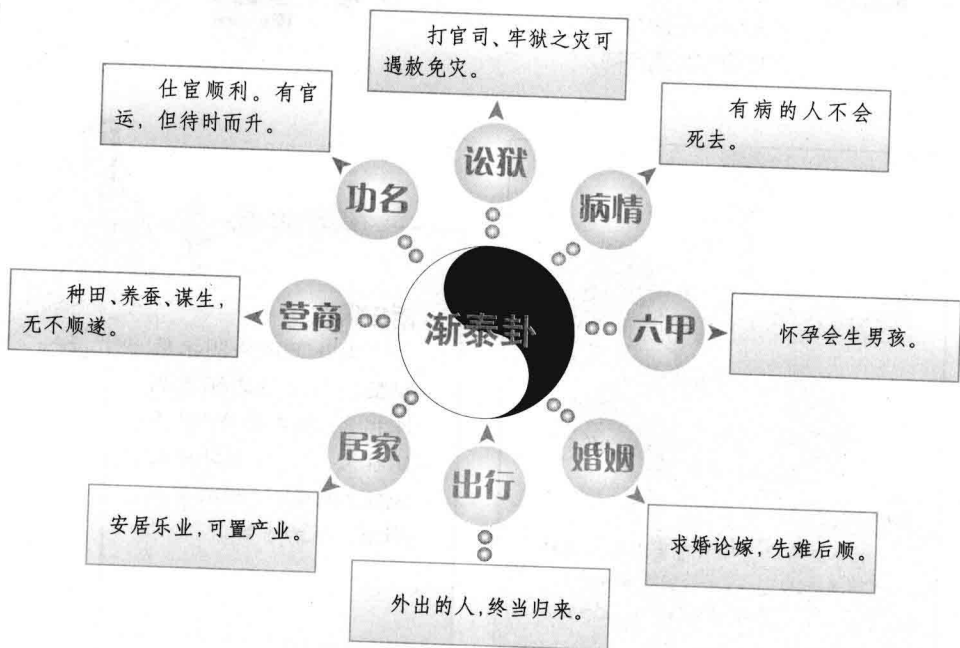 打官司、牢狱之灾可
遇赦免灾。
讼狱
仕宦顺利。有官
运，但待时而升。
功名
有病的人不会
死去。
病情
种田、养蚕、谋生，
无不顺遂。
营商
渐泰卦
六甲
怀孕会生男孩。
居家
安居乐业，可置产业。
出行
外出的人，终当归来。
婚姻
求婚论嫁，先难后顺。